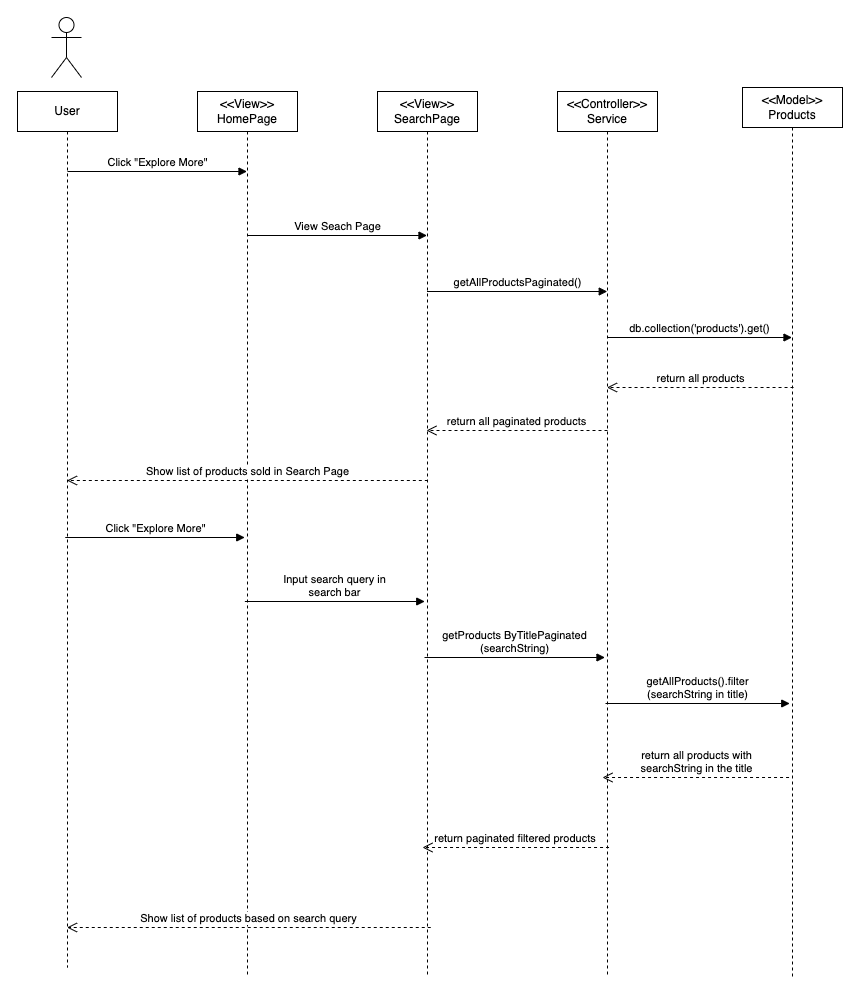 User
<<View>>
HomePage
<<View>>
SearchPage
<<Controller>>
Service
<<Model>>
Products
Click "Explore More"
View Seach Page
getAllProductsPaginated()
db.collection('products').get()
return all products
return all paginated products
Show list of products sold in Search Page
Click "Explore More"
Input search query in
search bar
getProducts ByTitlePaginated
(searchString)
getAllProducts().filter
(searchString in title)
return all products with
searchString in the title
return paginated filtered products
Show list of products based on search query